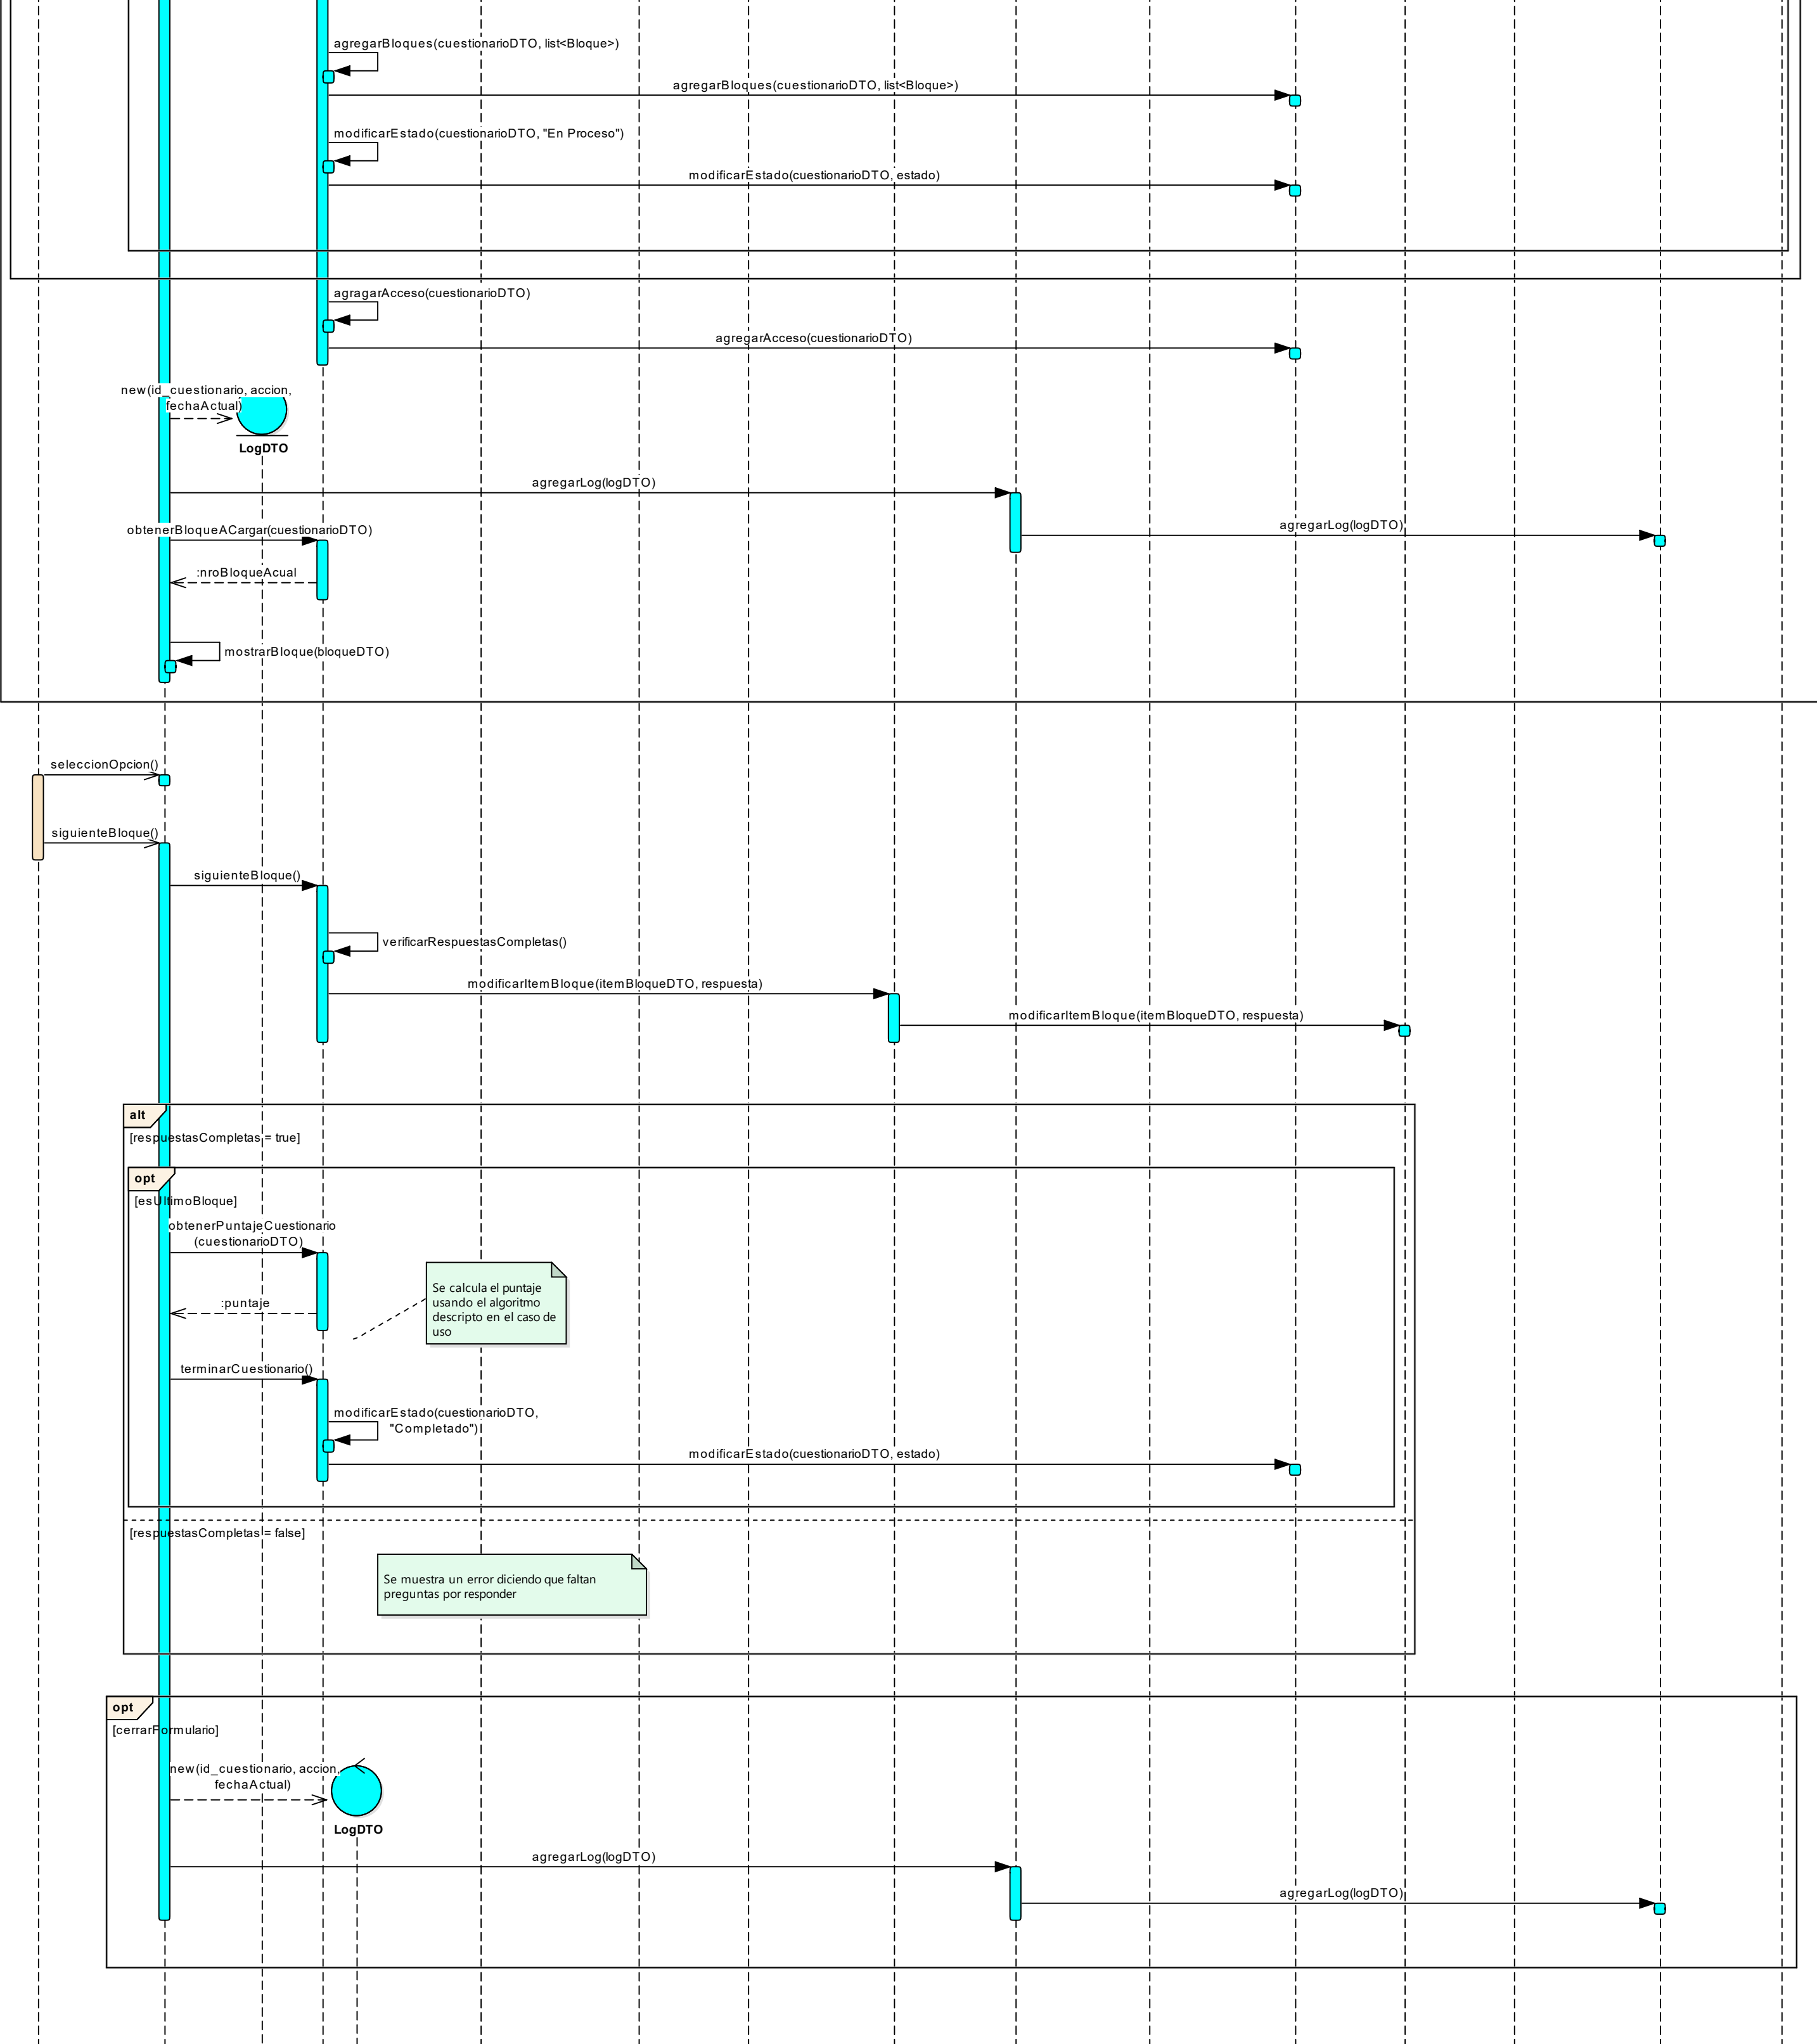 agregarBloques(cuestionarioDTO, list<Bloque>)
agregarBloques(cuestionarioDTO, list<Bloque>)
modificarEstado(cuestionarioDTO, "En Proceso")
modificarEstado(cuestionarioDTO, estado)
agragarAcceso(cuestionarioDTO)
agregarAcceso(cuestionarioDTO)
new(id_cuestionario, accion,
fechaActual)
LogDTO
agregarLog(logDTO)
agregarLog(logDTO)
obtenerBloqueACargar(cuestionarioDTO)
:nroBloqueAcual
mostrarBloque(bloqueDTO)
seleccionOpcion()
siguienteBloque()
siguienteBloque()
verificarRespuestasCompletas()
modificarItemBloque(itemBloqueDTO, respuesta)
modificarItemBloque(itemBloqueDTO, respuesta)
alt
[respuestasCompletas = true]
opt
[esUltimoBloque]
obtenerPuntajeCuestionario
(cuestionarioDTO)
Se calcula el puntaje
usando el algoritmo
descripto en el caso de
uso
:puntaje
terminarCuestionario()
modificarEstado(cuestionarioDTO,
"Completado")
modificarEstado(cuestionarioDTO, estado)
[respuestasCompletas = false]
Se muestra un error diciendo que faltan
preguntas por responder
opt
[cerrarFormulario]
new(id_cuestionario, accion,
fechaActual)
LogDTO
agregarLog(logDTO)
agregarLog(logDTO)